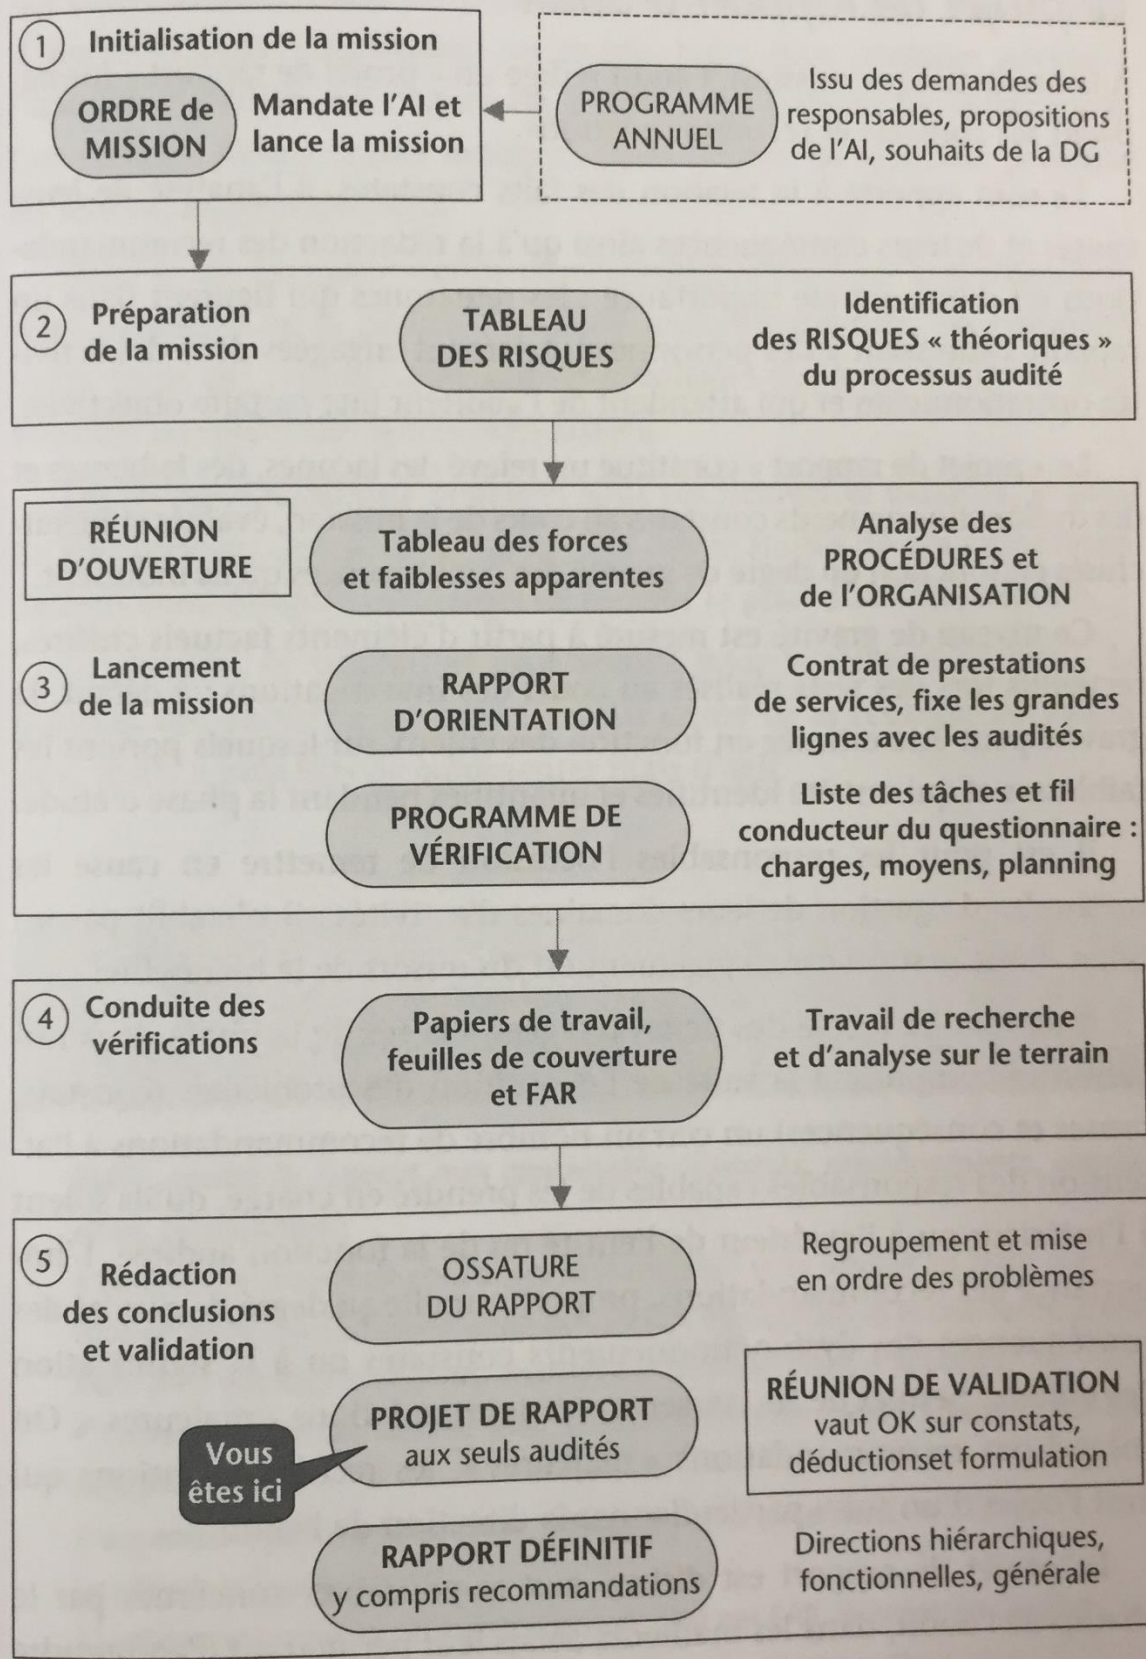 1
Initialisation de la mission
ORDRE de
MISSION
Mandate l'AI et
lance la mission
PROGRAMME
ANNUEL
Issu des demandes des
responsables, propositions
de l'AI, souhaits de la DG
2
Préparation
de la mission
TABLEAU
DES RISQUES
Identification
des RISQUES « théoriques »
du processus audité
RÉUNION
D'OUVERTURE
Tableau des forces
et faiblesses apparentes
Analyse des
PROCÉDURES et
de l'ORGANISATION
3
Lancement
de la mission
RAPPORT
D'ORIENTATION
Contrat de prestations
de services, fixe les grandes
lignes avec les audités
PROGRAMME DE
VÉRIFICATION
Liste des tâches et fil
conducteur du questionnaire :
charges, moyens, planning
4
Conduite des
vérifications
Papiers de travail,
feuilles de couverture
et FAR
Travail de recherche
et d'analyse sur le terrain
5
Rédaction
des conclusions
et validation
OSSATURE
DU RAPPORT
Regroupement et mise
en ordre des problèmes
PROJET DE RAPPORT
aux seuls audités
RÉUNION DE VALIDATION
vaut OK sur constats,
déductionset formulation
Vous
êtes ici
RAPPORT DÉFINITIF
y compris recommandations
Directions hiérarchiques,
fonctionnelles, générale